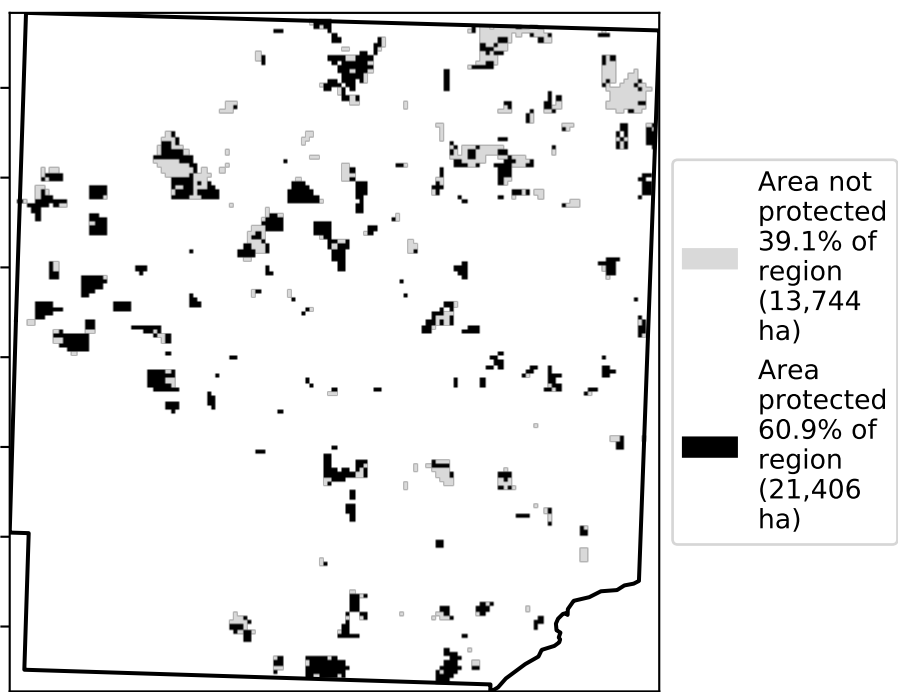 Area not
protected
39.1% of
region
(13,744
ha)
Area
protected
60.9% of
region
(21,406
ha)